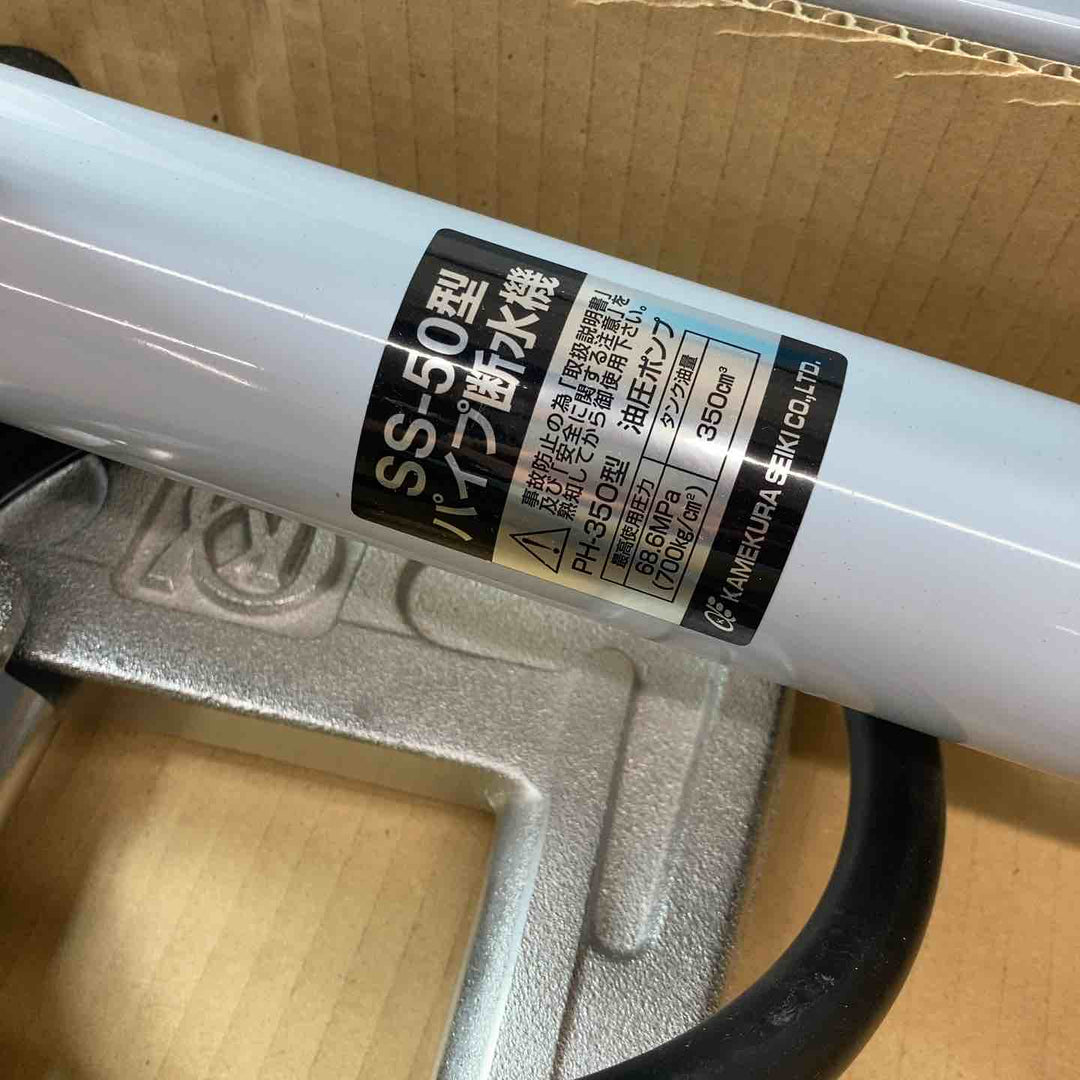 SS-50型
パイプ断水機
事故防止の為「取扱説明書」
及び「安全に関する注意」を
熟知してから御使用下さい。
PH-350型 油圧ポンプ
最高使用圧力 タンク油量
68.6MPa
(700kg/cm²) 350cm³
KAMEKURA SEIKI CO.,LTD.